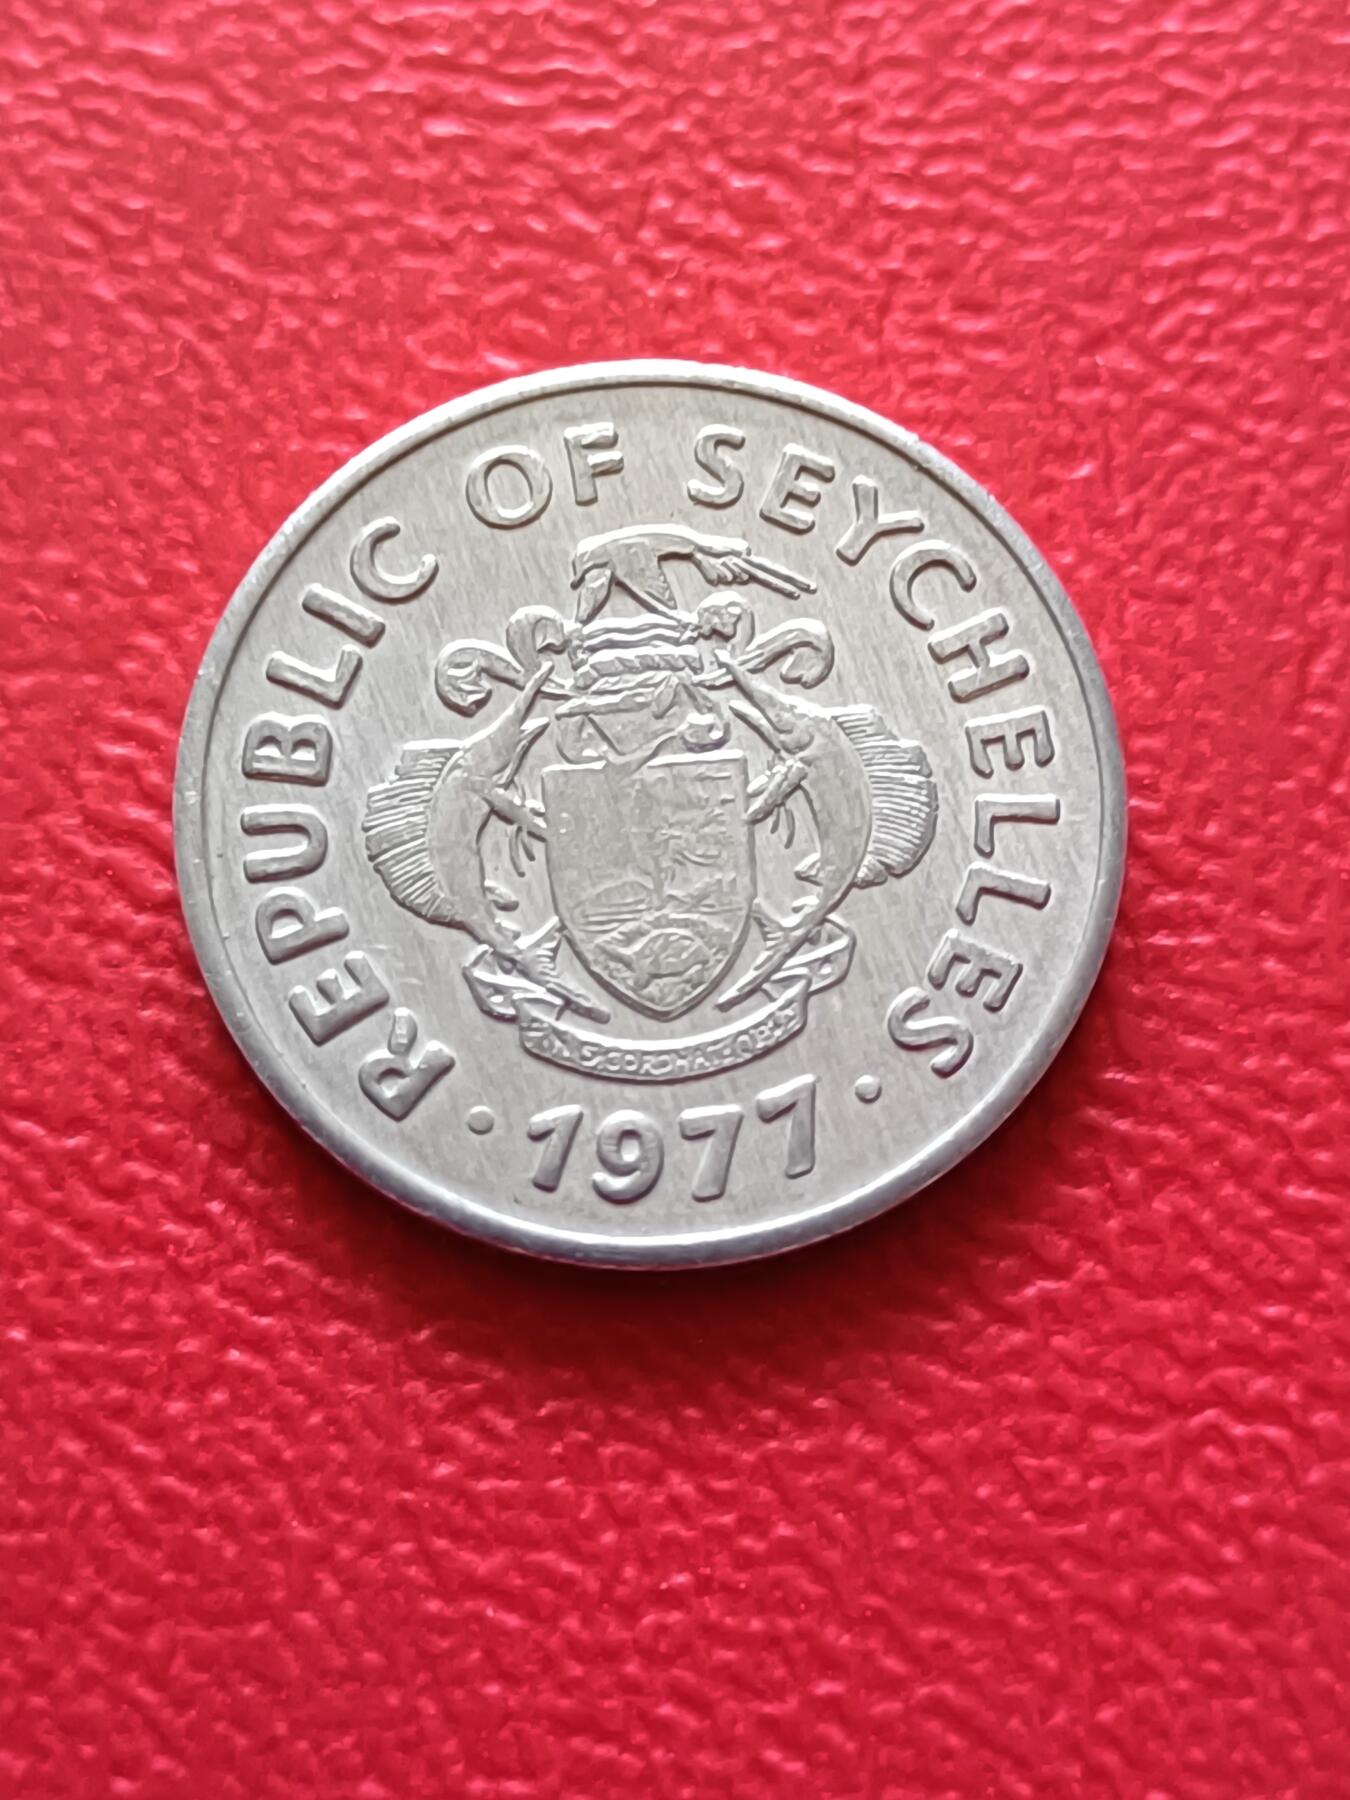 REPUBLIC OF SEYCHELLES
· 1977 ·